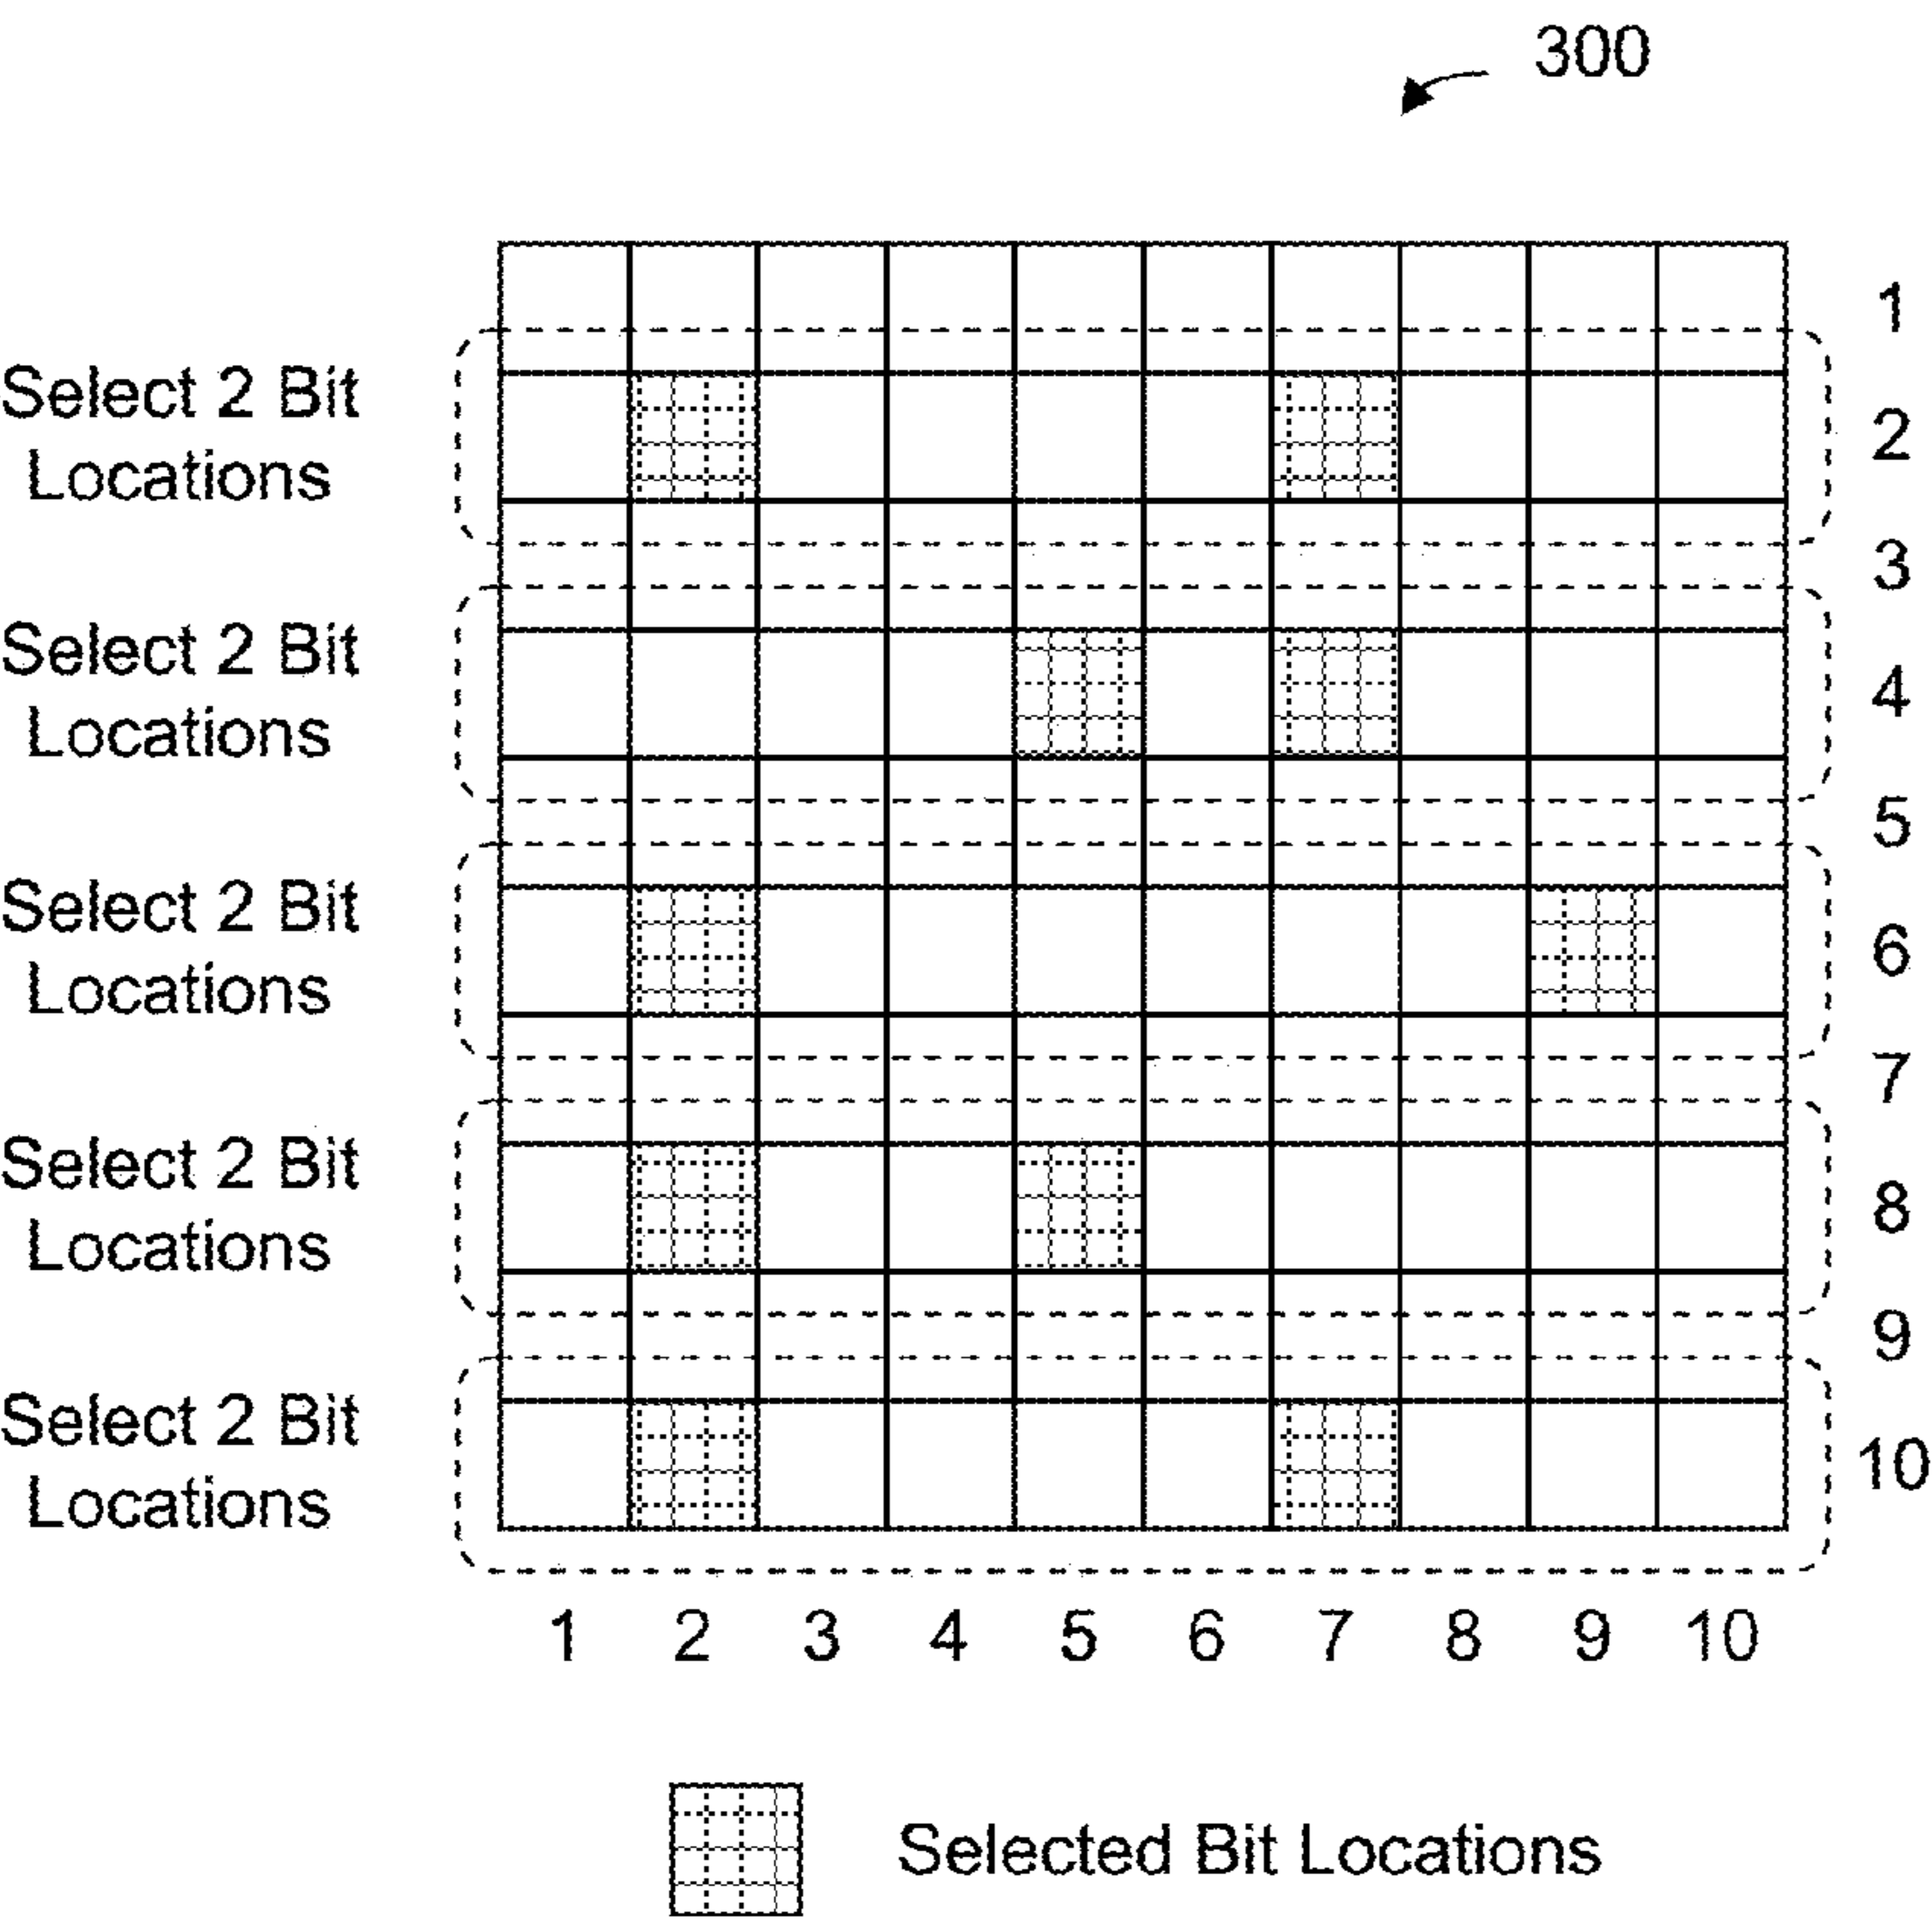 300
1
Select 2 Bit
Locations
2
3
Select 2 Bit
Locations
4
5
Select 2 Bit
Locations
6
7
Select 2 Bit
Locations
8
9
Select 2 Bit
Locations
10
1 2 3 4 5 6 7 8 9 10
Selected Bit Locations